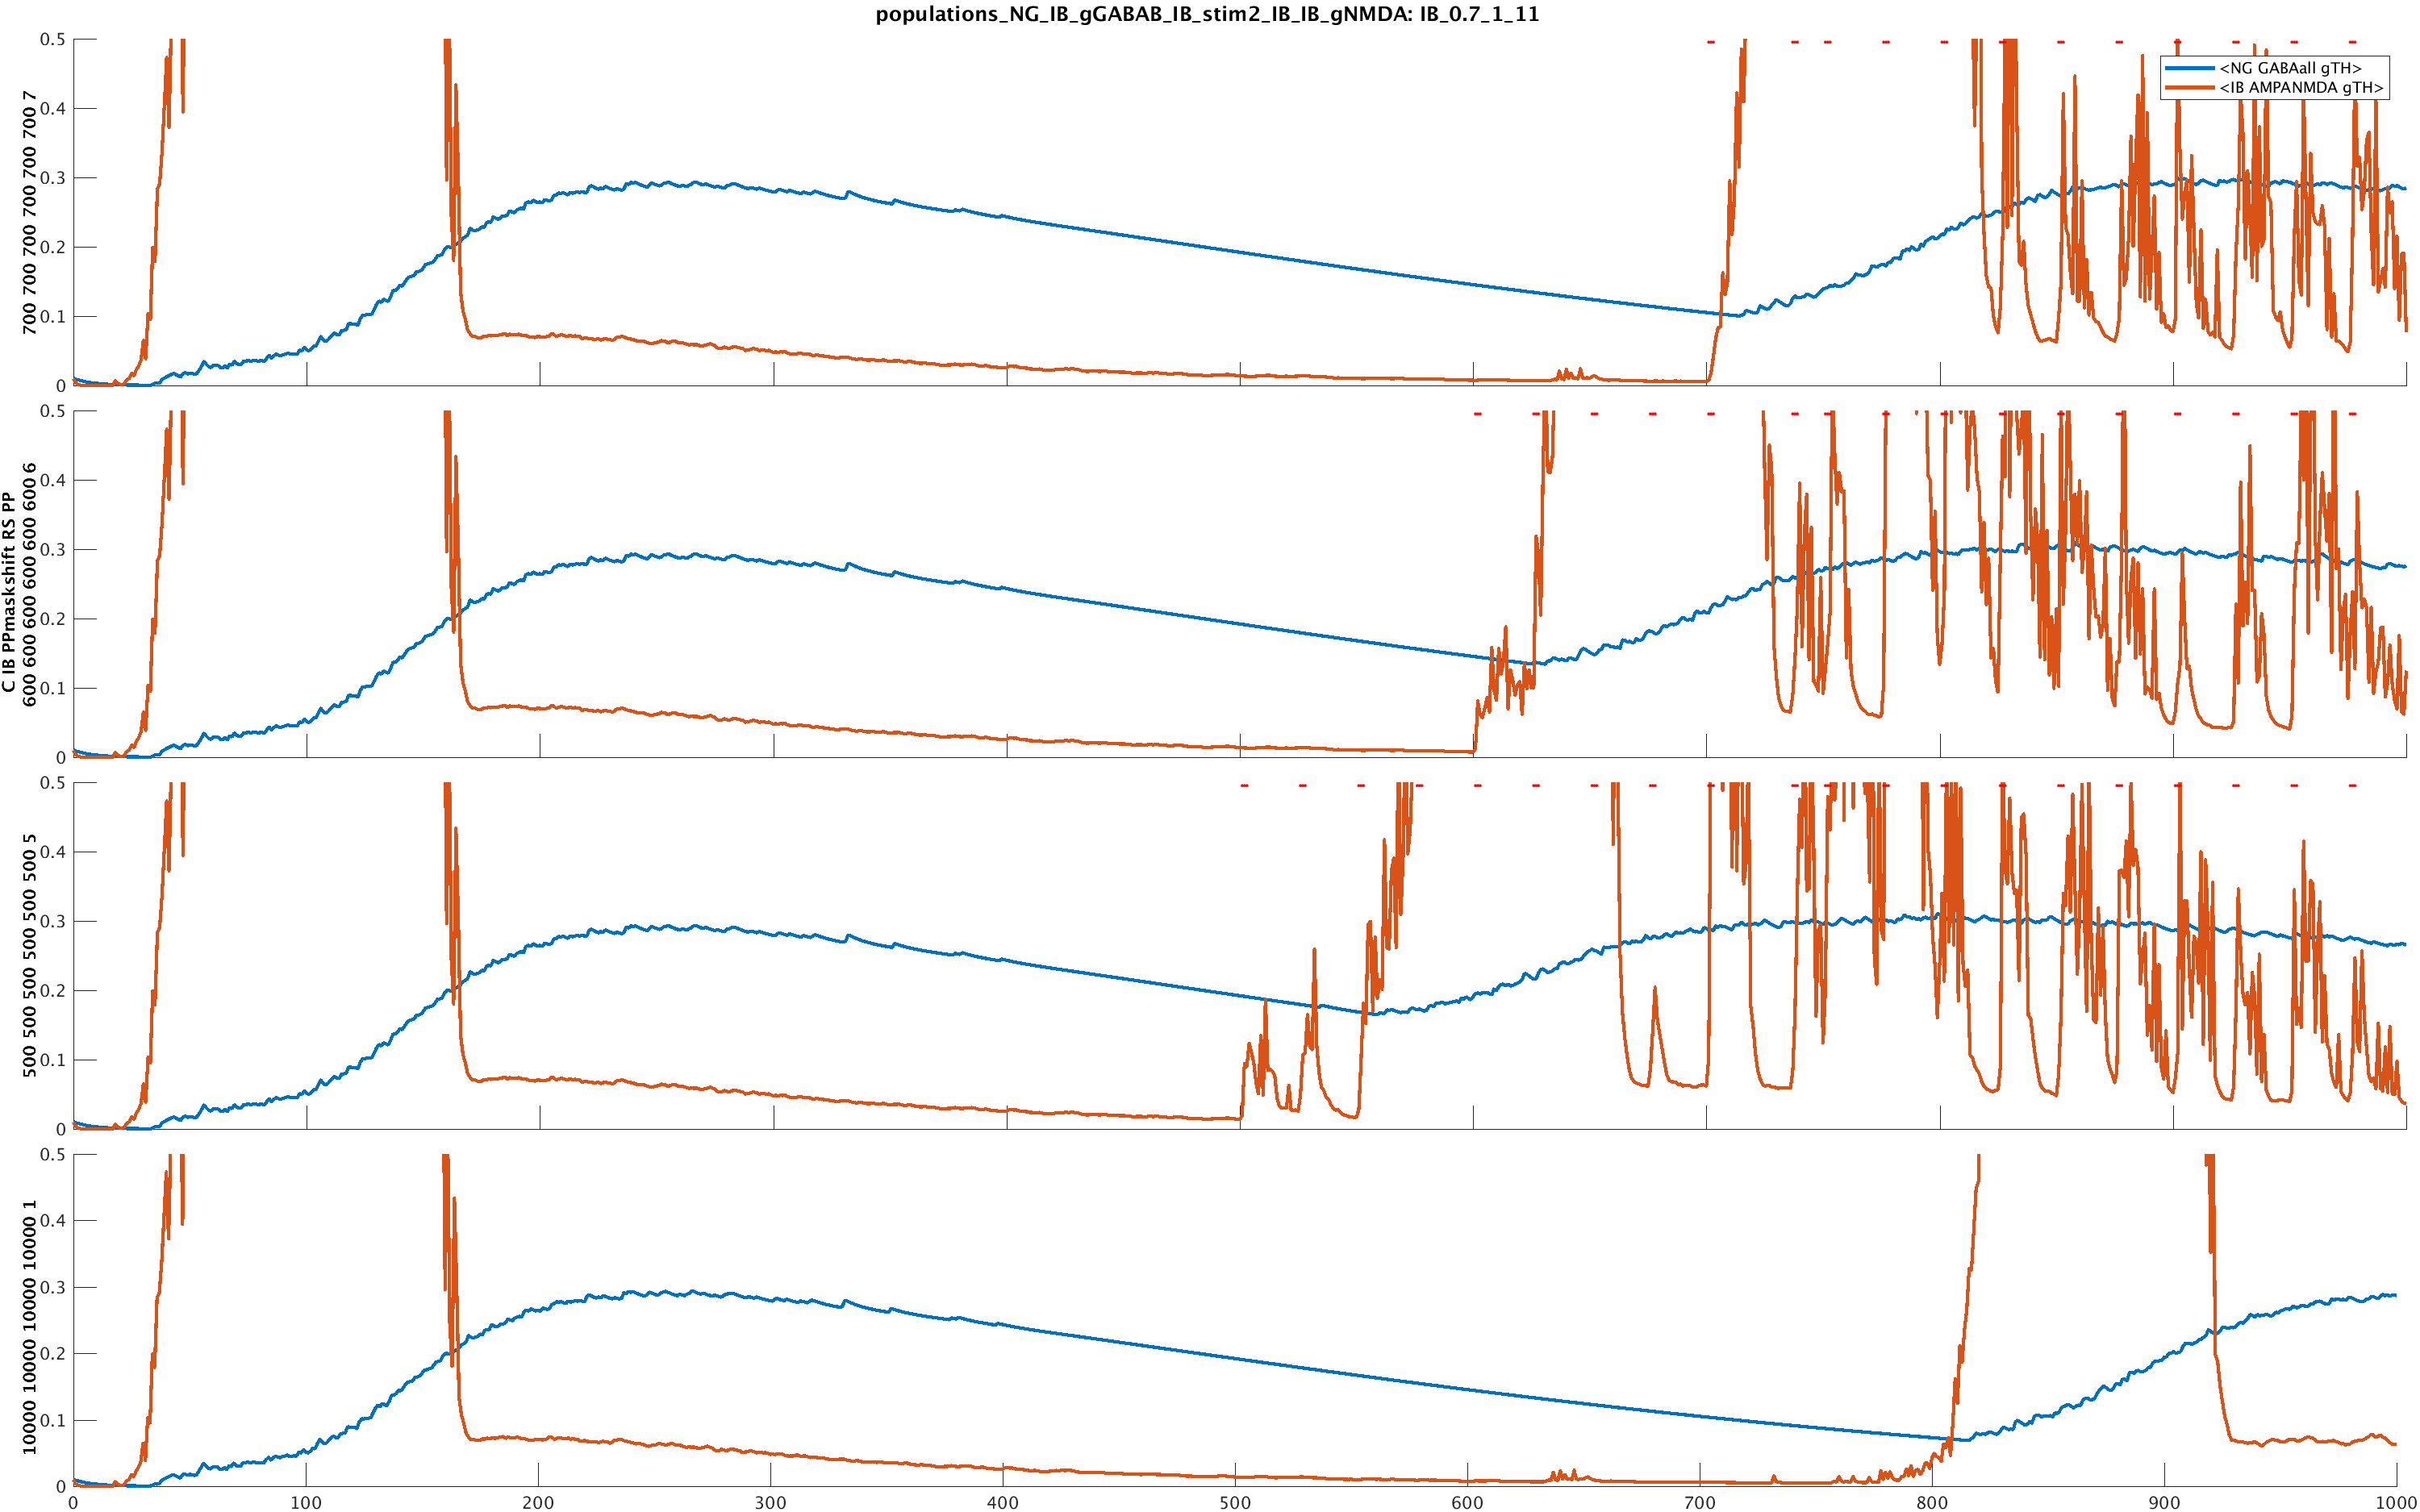 populations_NG_IB_gGABAB_IB_stim2_IB_IB_gNMDA: IB_0.7_1_11
<NG GABAall gTH>
<IB AMPANMDA gTH>
0.5
0.4
0.3
0.2
0.1
0
700 700 700 700 700 7
0.5
0.4
0.3
0.2
0.1
0
C IB PPmaskshift RS PP
600 600 600 600 600 6
0.5
0.4
0.3
0.2
0.1
0
500 500 500 500 500 5
0.5
0.4
0.3
0.2
0.1
0
10000 10000 10000 10000 1
0 100 200 300 400 500 600 700 800 900 1000